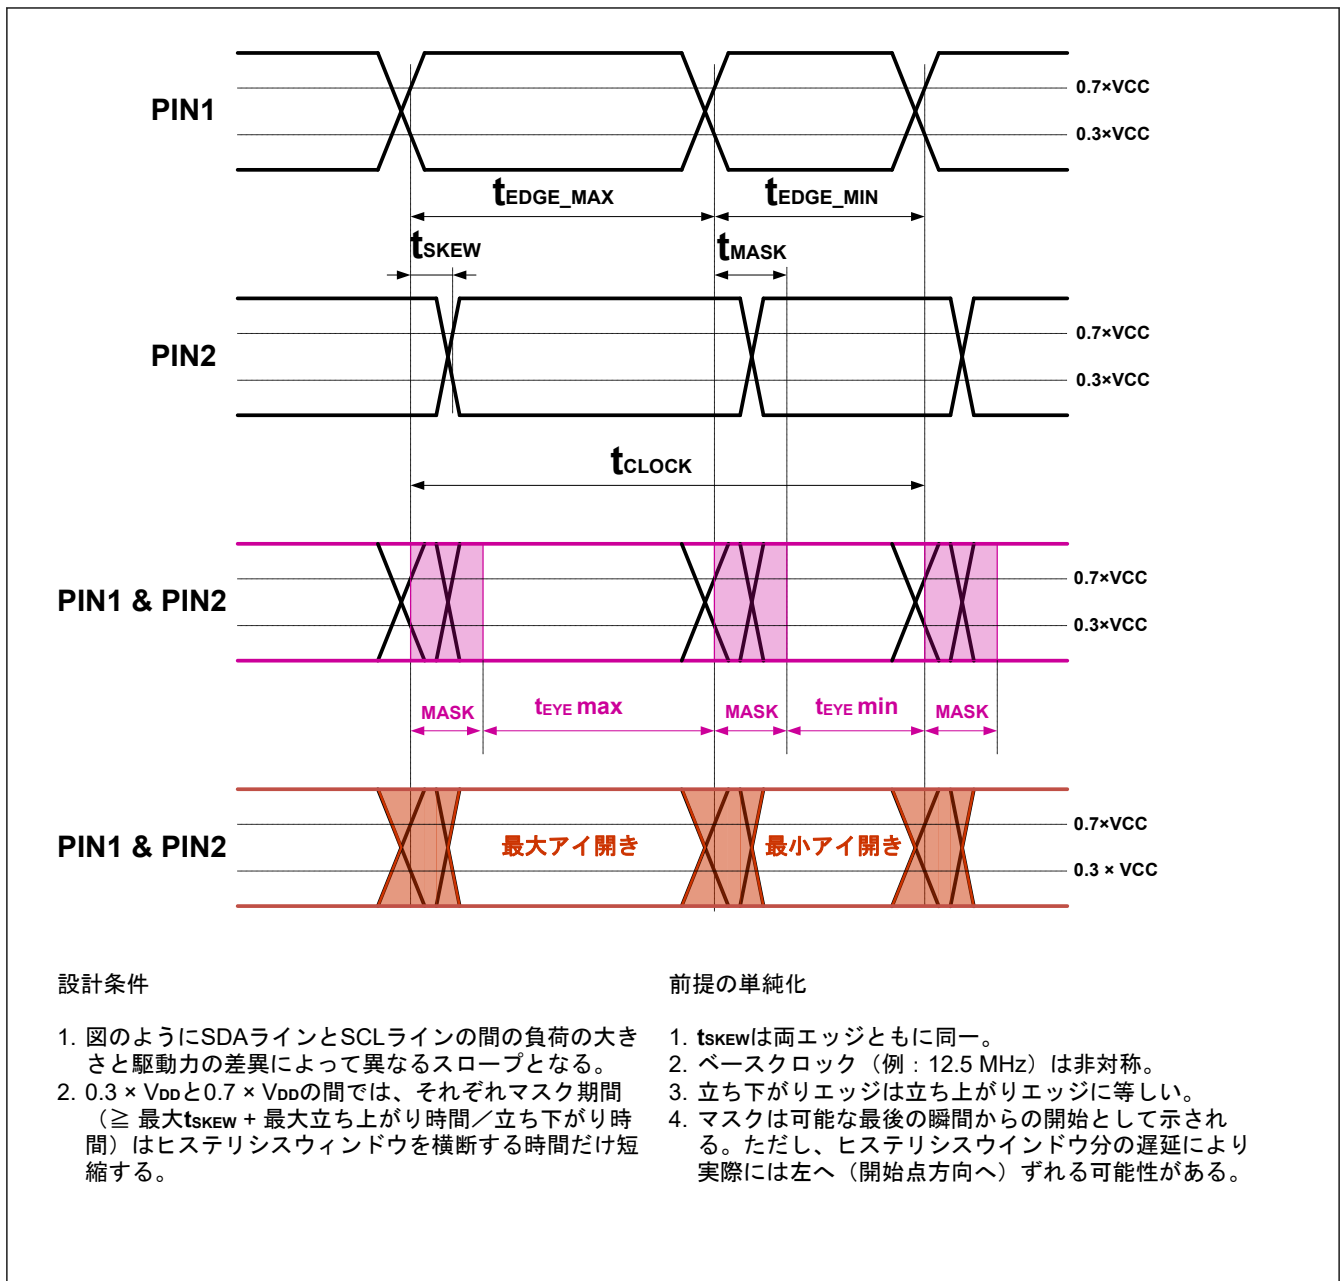 PIN1
0.7×VCC
0.3×VCC
tEDGE_MAX
tEDGE_MIN
tSKEW
tMASK
PIN2
0.7×VCC
0.3×VCC
tCLOCK
PIN1 & PIN2
0.7×VCC
0.3×VCC
MASK
tEYE max
MASK
tEYE min
MASK
PIN1 & PIN2
0.7×VCC
最大アイ開き
最小アイ開き
0.3 × VCC
設計条件
1. 図のようにSDAラインとSCLラインの間の負荷の大き
さと駆動力の差異によって異なるスロープとなる。
2. 0.3 × VDDと0.7 × VDDの間では、それぞれマスク期間
（≧ 最大tSKEW + 最大立ち上がり時間／立ち下がり時
間）はヒステリシスウィンドウを横断する時間だけ短
縮する。
前提の単純化
1. tSKEWは両エッジともに同一。
2. ベースクロック（例：12.5 MHz）は非対称。
3. 立ち下がりエッジは立ち上がりエッジに等しい。
4. マスクは可能な最後の瞬間からの開始として示され
る。ただし、ヒステリシスウインドウ分の遅延により
実際には左へ（開始点方向へ）ずれる可能性がある。